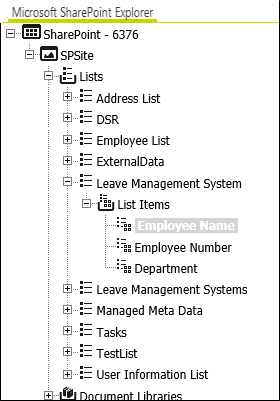 Microsoft SharePoint Explorer
SharePoint - 6376
SPSite
Lists
Address List
DSR
Employee List
ExternalData
Leave Management System
List Items
Employee Name
Employee Number
Department
Leave Management Systems
Managed Meta Data
Tasks
TestList
User Information List
Document Libraries